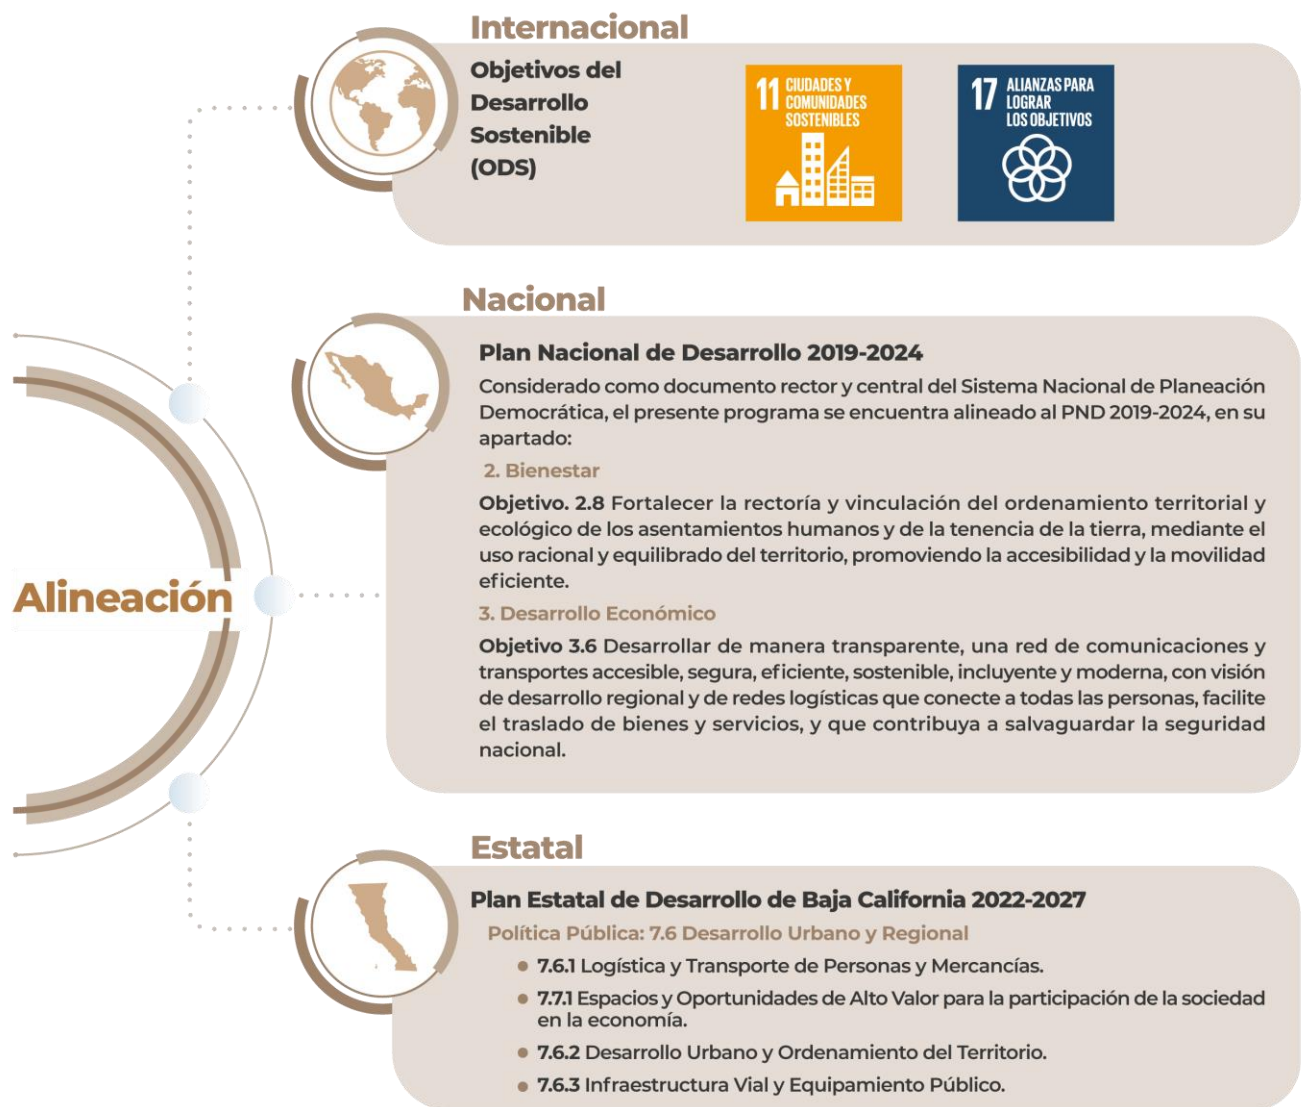 Internacional
Objetivos del
Desarrollo
Sostenible
(ODS)
11 CIUDADES Y
COMUNIDADES
SOSTENIBLES
17 ALIANZAS PARA
LOGRAR
LOS OBJETIVOS
Nacional
Plan Nacional de Desarrollo 2019-2024
Considerado como documento rector y central del Sistema Nacional de Planeación
Democrática, el presente programa se encuentra alineado al PND 2019-2024, en su
apartado:
2. Bienestar
Objetivo. 2.8 Fortalecer la rectoría y vinculación del ordenamiento territorial y
ecológico de los asentamientos humanos y de la tenencia de la tierra, mediante el
uso racional y equilibrado del territorio, promoviendo la accesibilidad y la movilidad
eficiente.
3. Desarrollo Económico
Objetivo 3.6 Desarrollar de manera transparente, una red de comunicaciones y
transportes accesible, segura, eficiente, sostenible, incluyente y moderna, con visión
de desarrollo regional y de redes logísticas que conecte a todas las personas, facilite
el traslado de bienes y servicios, y que contribuya a salvaguardar la seguridad
nacional.
Alineación
Estatal
Plan Estatal de Desarrollo de Baja California 2022-2027
Política Pública: 7.6 Desarrollo Urbano y Regional
7.6.1 Logística y Transporte de Personas y Mercancías.
7.7.1 Espacios y Oportunidades de Alto Valor para la participación de la sociedad
en la economía.
7.6.2 Desarrollo Urbano y Ordenamiento del Territorio.
7.6.3 Infraestructura Vial y Equipamiento Público.